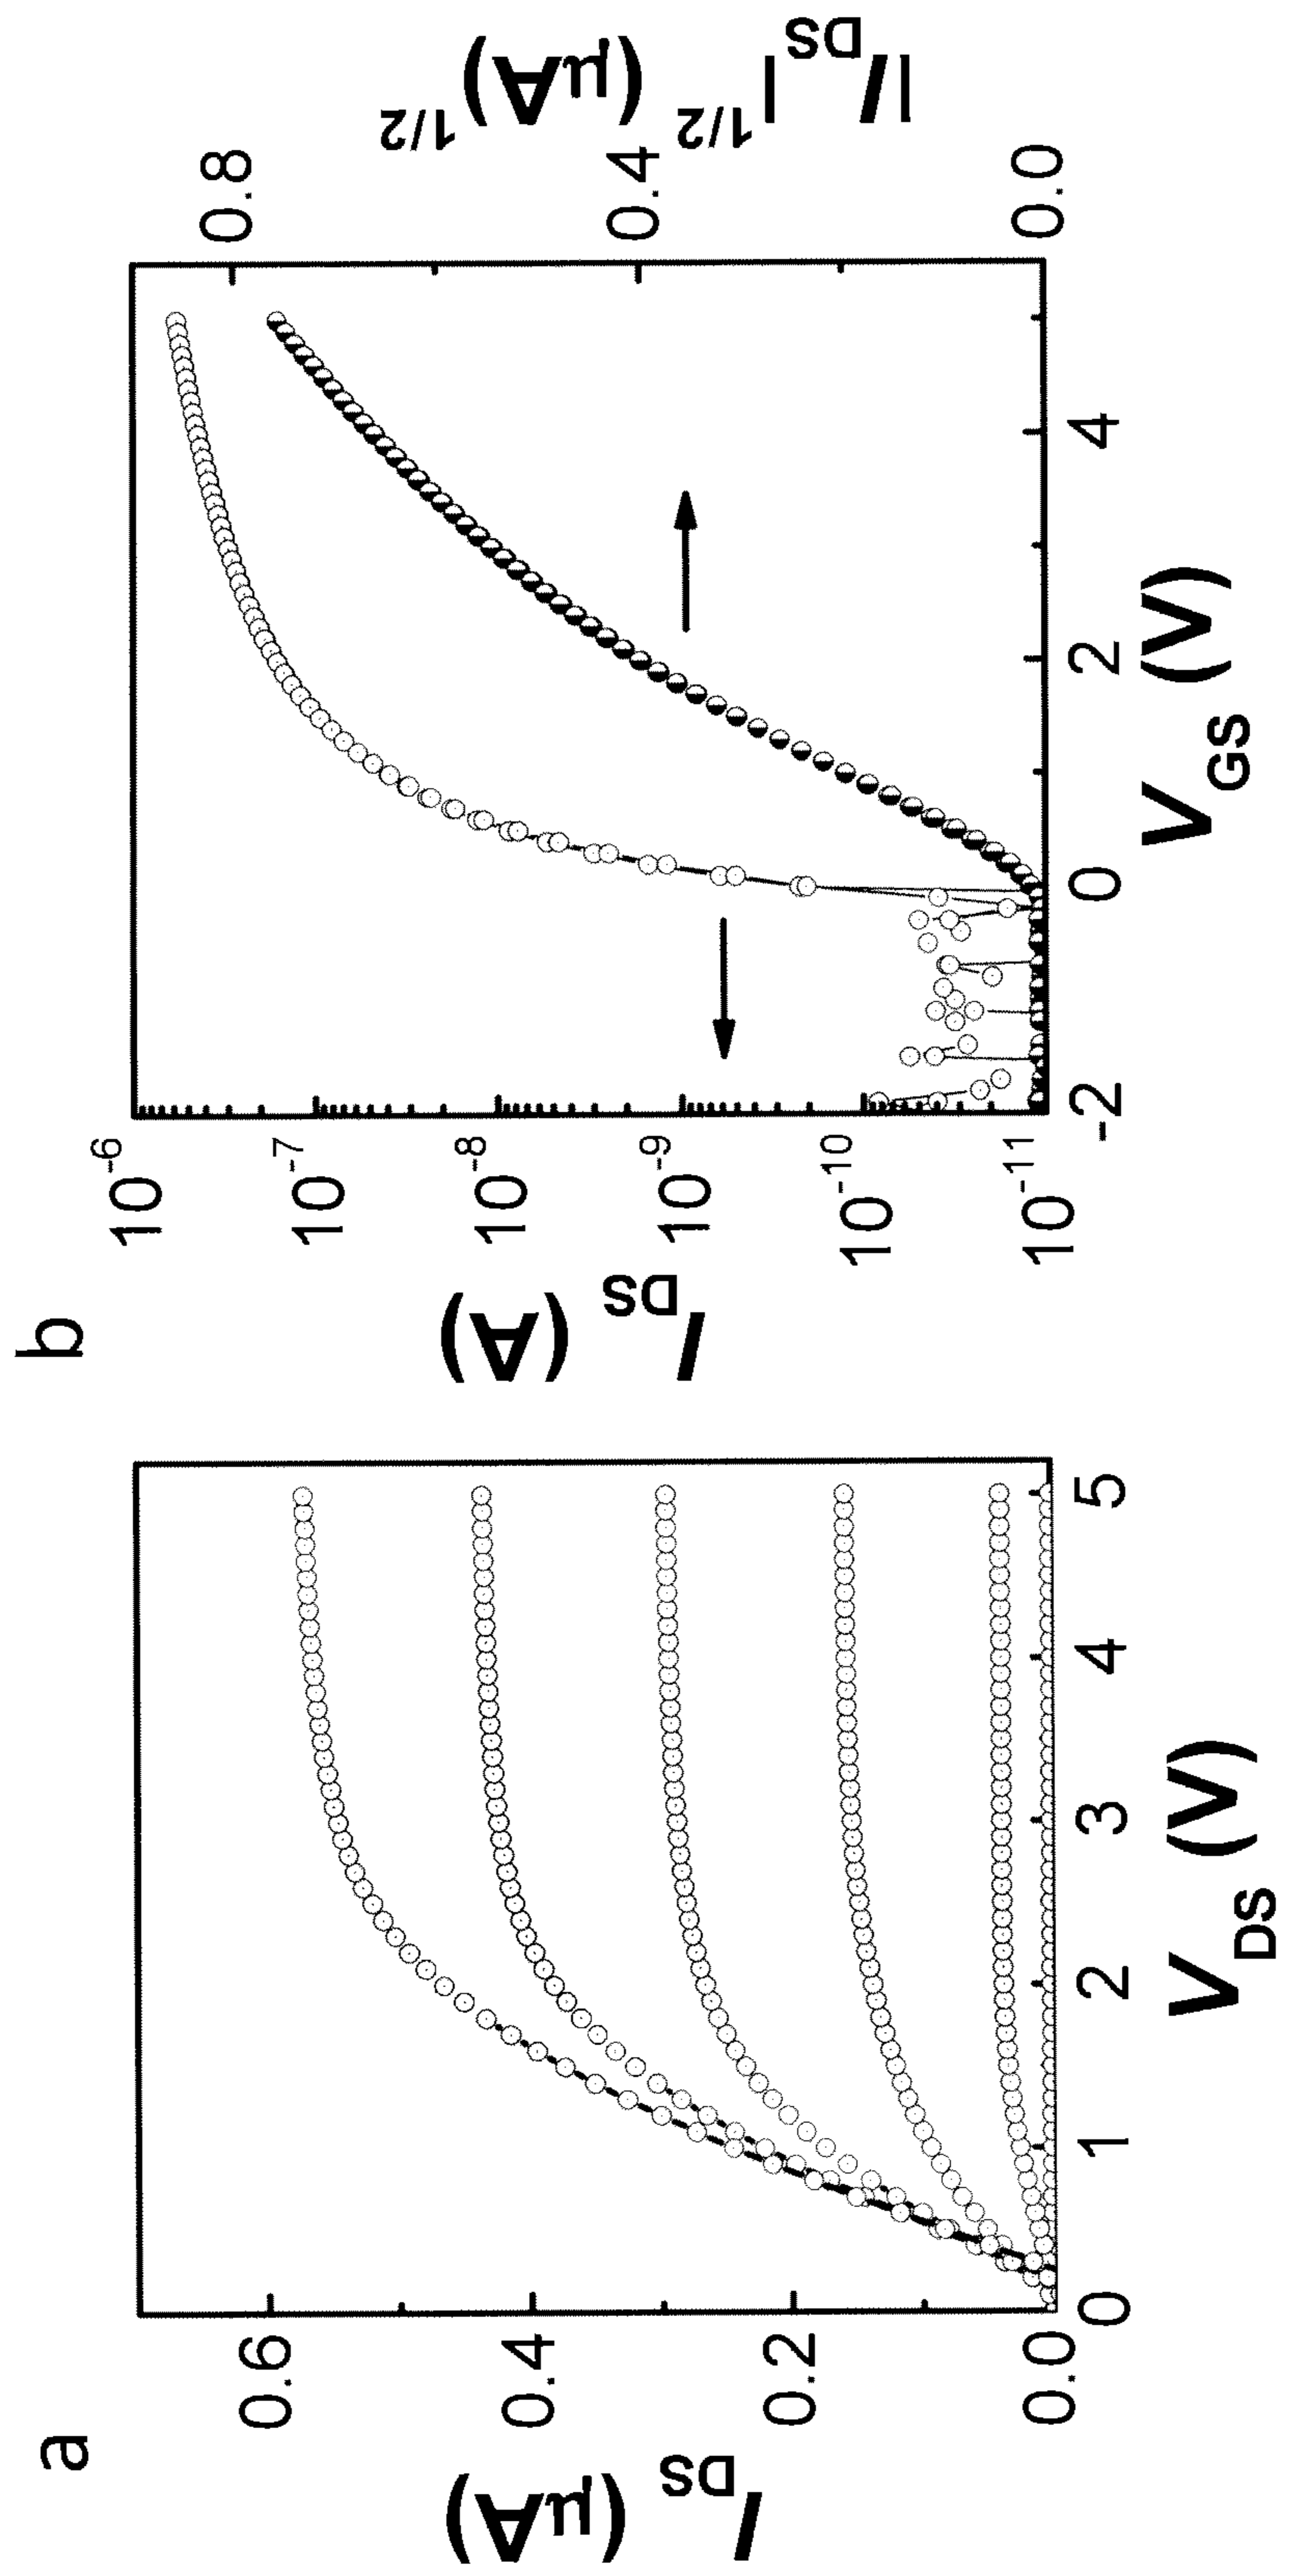 a
I_DS (μA)
0.6
0.4
0.2
0.0
0 1 2 3 4 5
V_DS (V)
b
I_DS (A)
10^-6
10^-7
10^-8
10^-9
10^-10
10^-11
-2 0 2 4
V_GS (V)
0.8
0.4
0.0
|I_DS|^1/2 (μA)^1/2